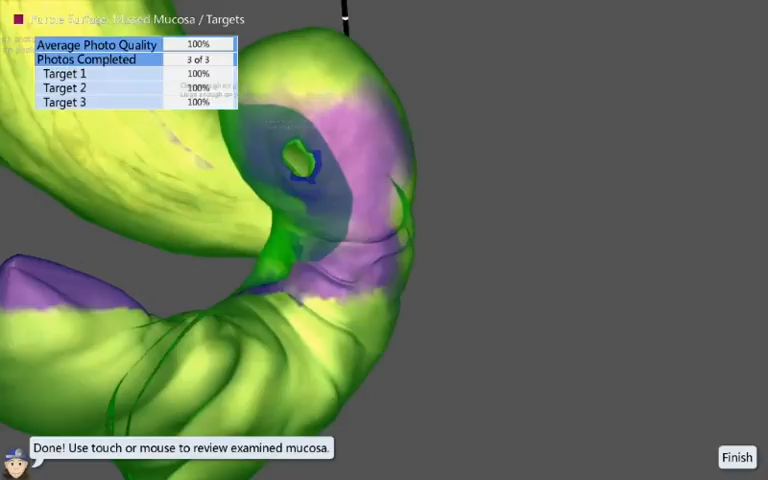 Purple Surface: Missed Mucosa / Targets
Average Photo Quality 100%
Photos Completed 3 of 3
Target 1 100%
Target 2 100%
Target 3 100%
Done! Use touch or mouse to review examined mucosa.
Finish